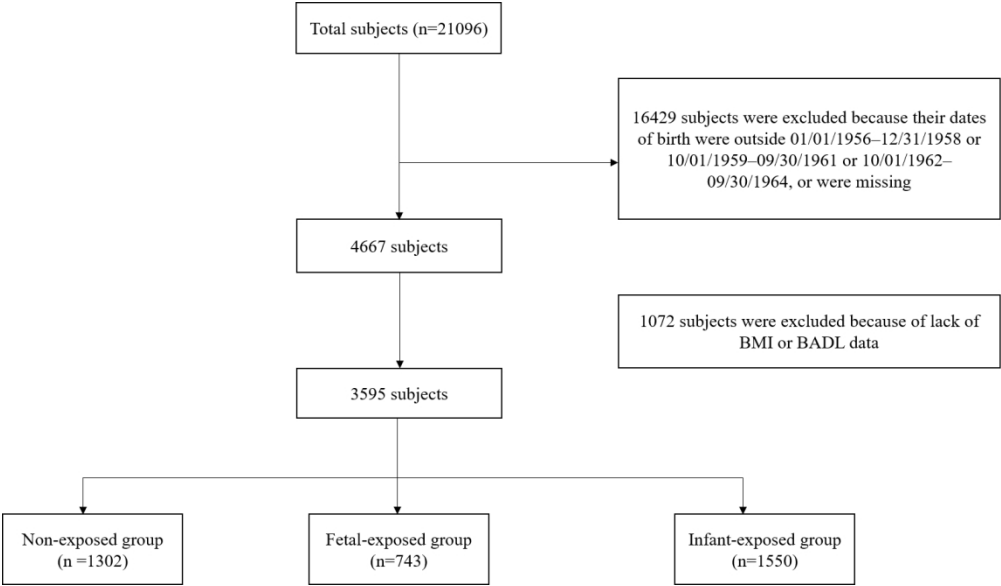 Total subjects (n=21096)
16429 subjects were excluded because their dates
of birth were outside 01/01/1956–12/31/1958 or
10/01/1959–09/30/1961 or 10/01/1962–
09/30/1964, or were missing
4667 subjects
1072 subjects were excluded because of lack of
BMI or BADL data
3595 subjects
Non-exposed group
(n =1302)
Fetal-exposed group
(n=743)
Infant-exposed group
(n=1550)